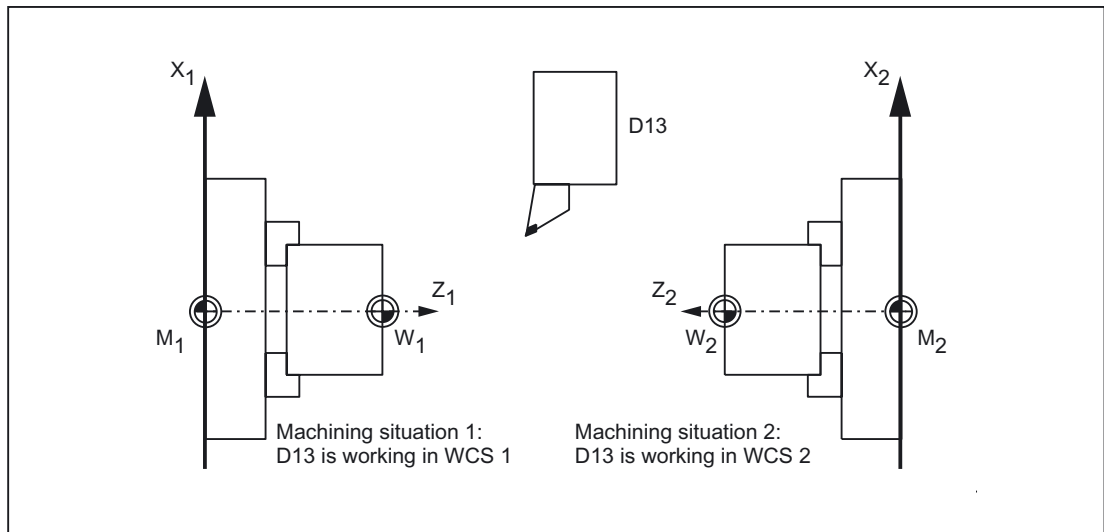 X1
X2
D13
Z1
Z2
M1
W1
W2
M2
Machining situation 1:
D13 is working in WCS 1
Machining situation 2:
D13 is working in WCS 2